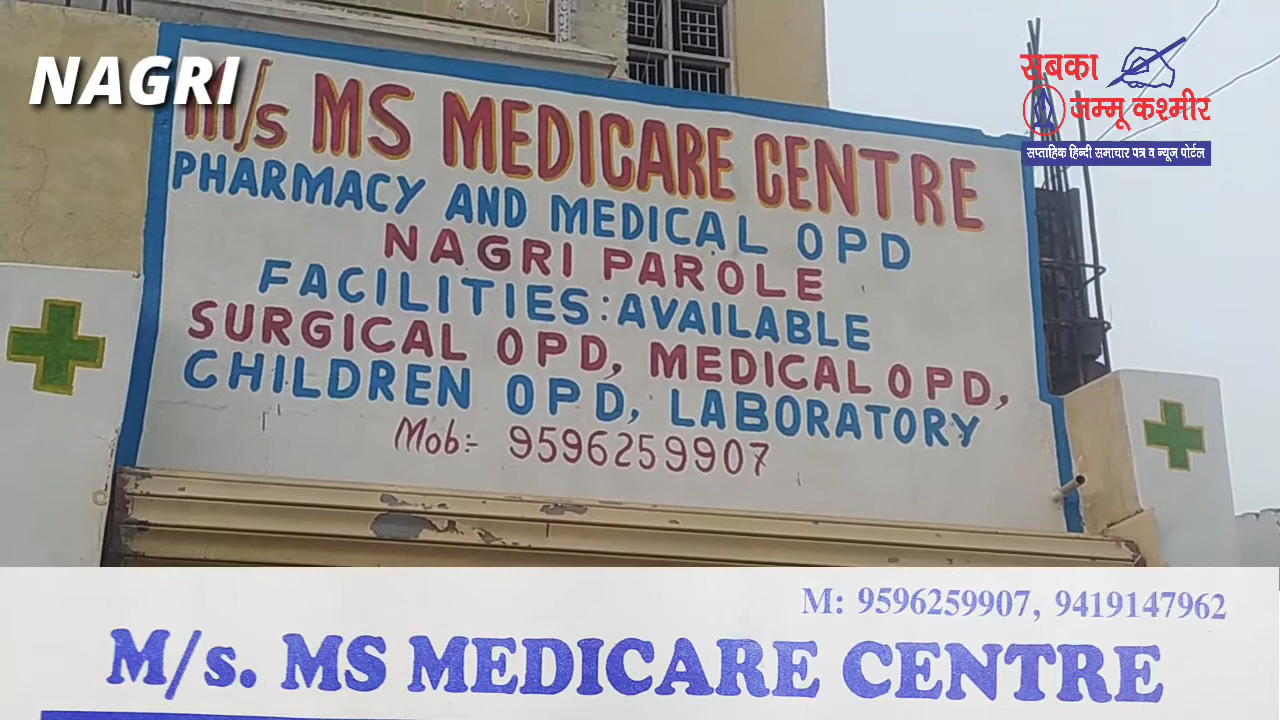 NAGRI
सबका
जम्मू कश्मीर
सप्ताहिक हिन्दी समाचार पत्र व न्यूज पोर्टल
M/s MS MEDICARE CENTRE
PHARMACY AND MEDICAL OPD
NAGRI PAROLE
FACILITIES:AVAILABLE
SURGICAL OPD, MEDICAL OPD,
CHILDREN OPD, LABORATORY
Mob:- 9596259907
M: 9596259907, 9419147962
M/s. MS MEDICARE CENTRE